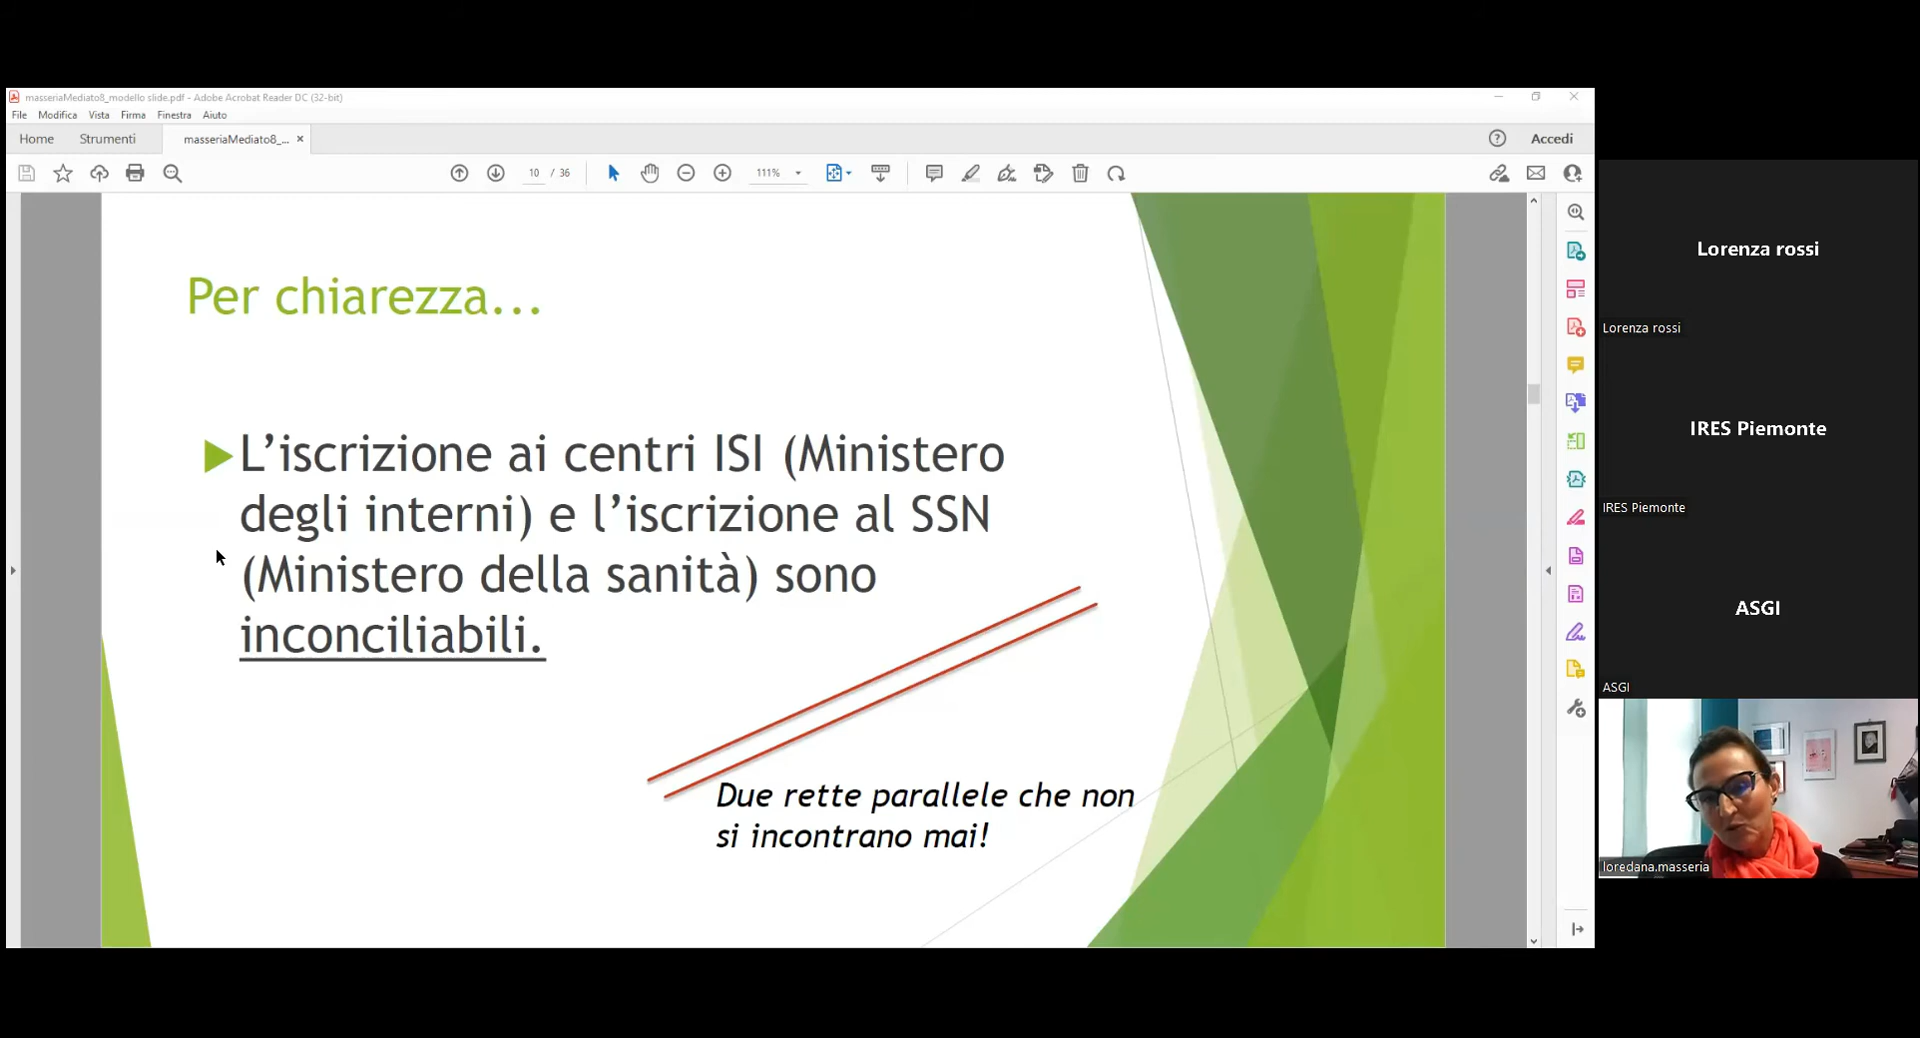 masseriaMediato8_modello slide.pdf - Adobe Acrobat Reader DC (32-bit)
File Modifica Vista Firma Finestra Aiuto
Home Strumenti masseriaMediato8_... × Accedi
10 / 36 111%
Per chiarezza...
L’iscrizione ai centri ISI (Ministero
degli interni) e l’iscrizione al SSN
(Ministero della sanità) sono
inconciliabili.
Due rette parallele che non
si incontrano mai!
Lorenza rossi
Lorenza rossi
IRES Piemonte
IRES Piemonte
ASGI
ASGI
loredana.masseria